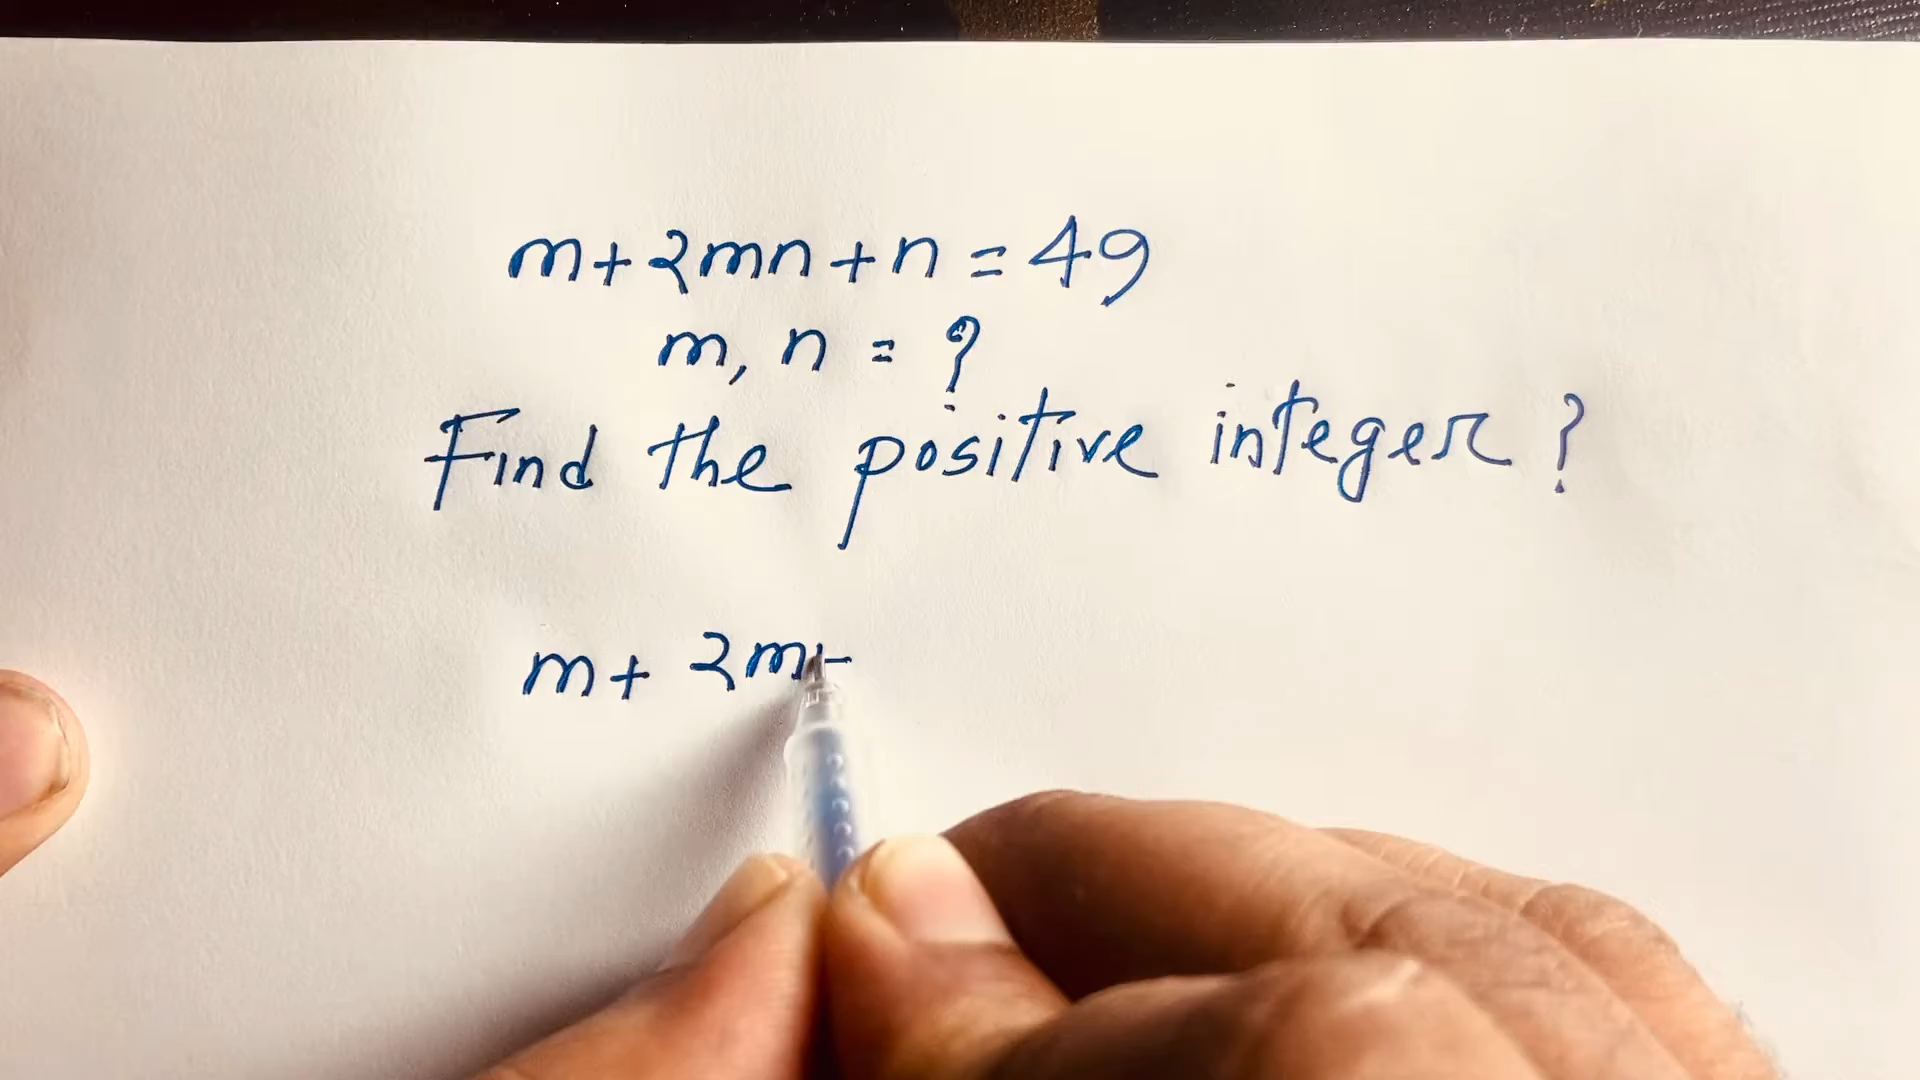 m+2mn+n=49
m, n = ?
Find the positive integer?
m+ 2m